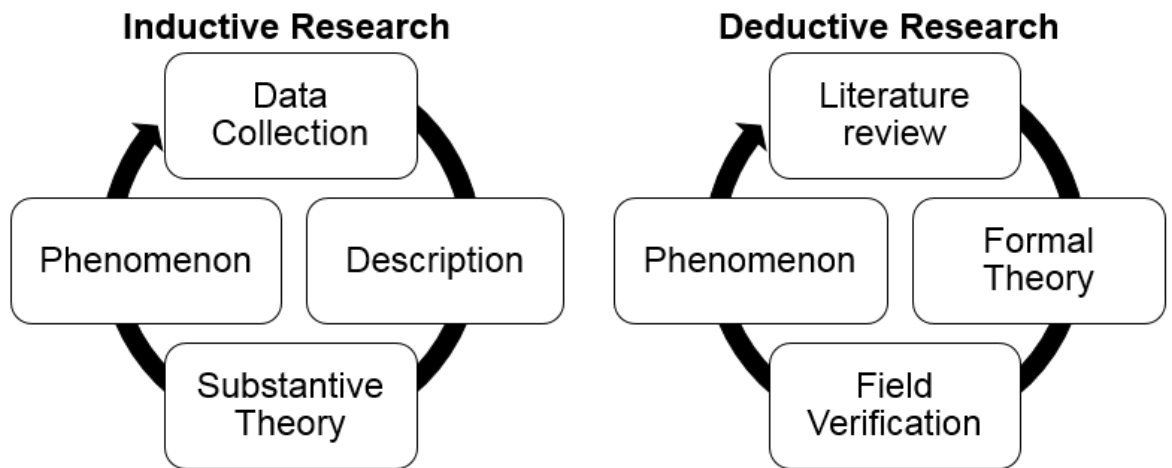 Inductive Research
Data
Collection
Phenomenon
Description
Substantive
Theory
Deductive Research
Literature
review
Phenomenon
Formal
Theory
Field
Verification